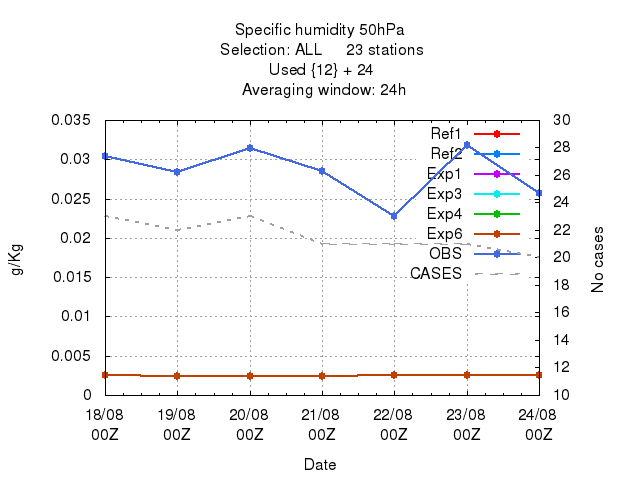 Specific humidity 50hPa
Selection: ALL 23 stations
Used {12} + 24
Averaging window: 24h
0.035
0.03
0.025
0.02
0.015
0.01
0.005
0
g/Kg
30
28
26
24
22
20
18
16
14
12
10
No cases
Ref1
Ref2
Exp1
Exp3
Exp4
Exp6
OBS
CASES
18/08 19/08 20/08 21/08 22/08 23/08 24/08
00Z 00Z 00Z 00Z 00Z 00Z 00Z
Date